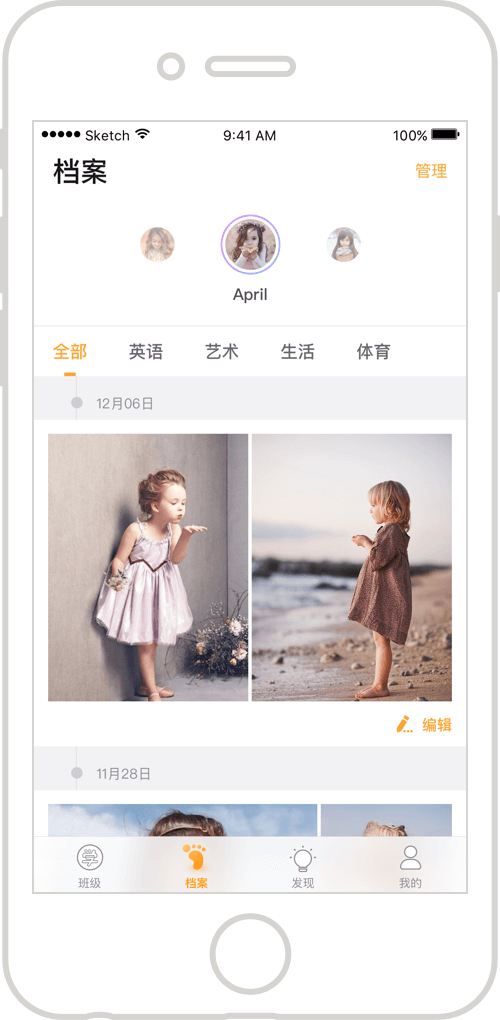 Sketch 9:41 AM 100%
档案 管理
April
全部 英语 艺术 生活 体育
12月06日
编辑
11月28日
班级 档案 发现 我的